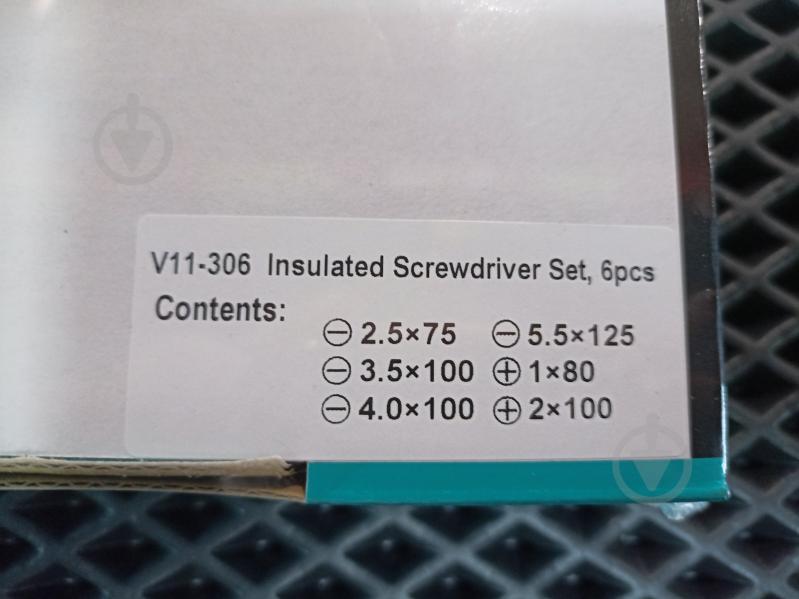 V11-306 Insulated Screwdriver Set, 6pcs
Contents:
⊖ 2.5×75 ⊖ 5.5×125
⊖ 3.5×100 ⊕ 1×80
⊖ 4.0×100 ⊕ 2×100